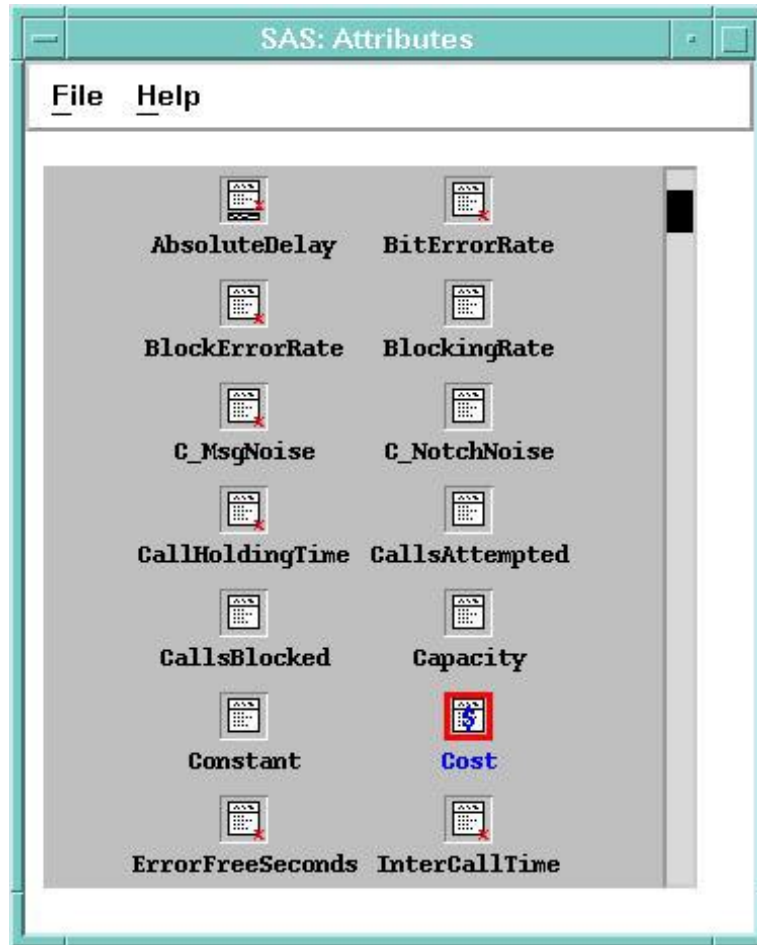 SAS: Attributes
File Help
AbsoluteDelay BitErrorRate
BlockErrorRate BlockingRate
C_MsgNoise C_NotchNoise
CallHoldingTime CallsAttempted
CallsBlocked Capacity
$
Constant Cost
ErrorFreeSeconds InterCallTime